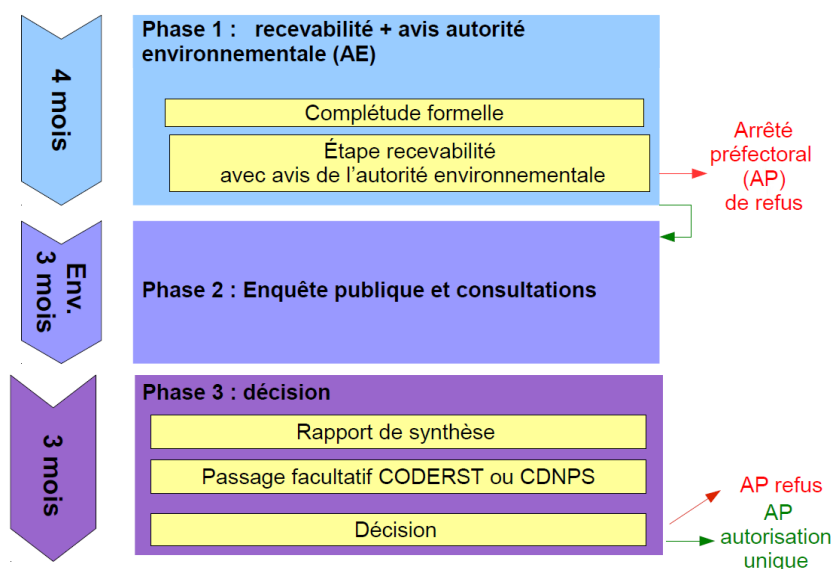 4 mois
Phase 1 : recevabilité + avis autorité
environnementale (AE)
Complétude formelle
Étape recevabilité
avec avis de l'autorité environnementale
Arrêté
préfectoral
(AP)
de refus
Env.
3 mois
Phase 2 : Enquête publique et consultations
3 mois
Phase 3 : décision
Rapport de synthèse
Passage facultatif CODERST ou CDNPS
Décision
AP refus
AP
autorisation
unique